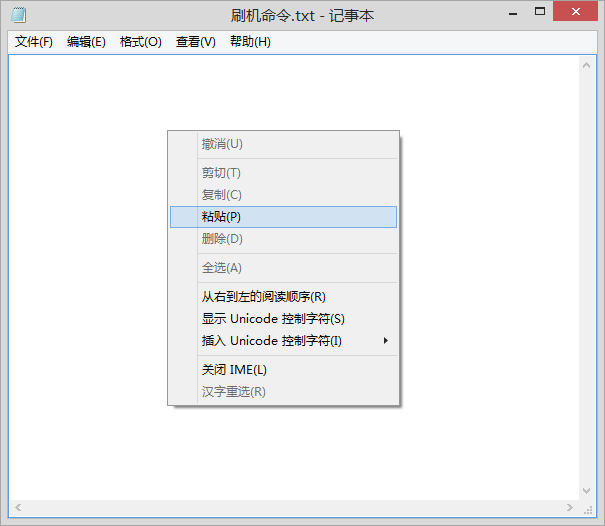 刷机命令.txt - 记事本
文件(F) 编辑(E) 格式(O) 查看(V) 帮助(H)
撤消(U)
剪切(T)
复制(C)
粘贴(P)
删除(D)
全选(A)
从右到左的阅读顺序(R)
显示 Unicode 控制字符(S)
插入 Unicode 控制字符(I)
关闭 IME(L)
汉字重选(R)